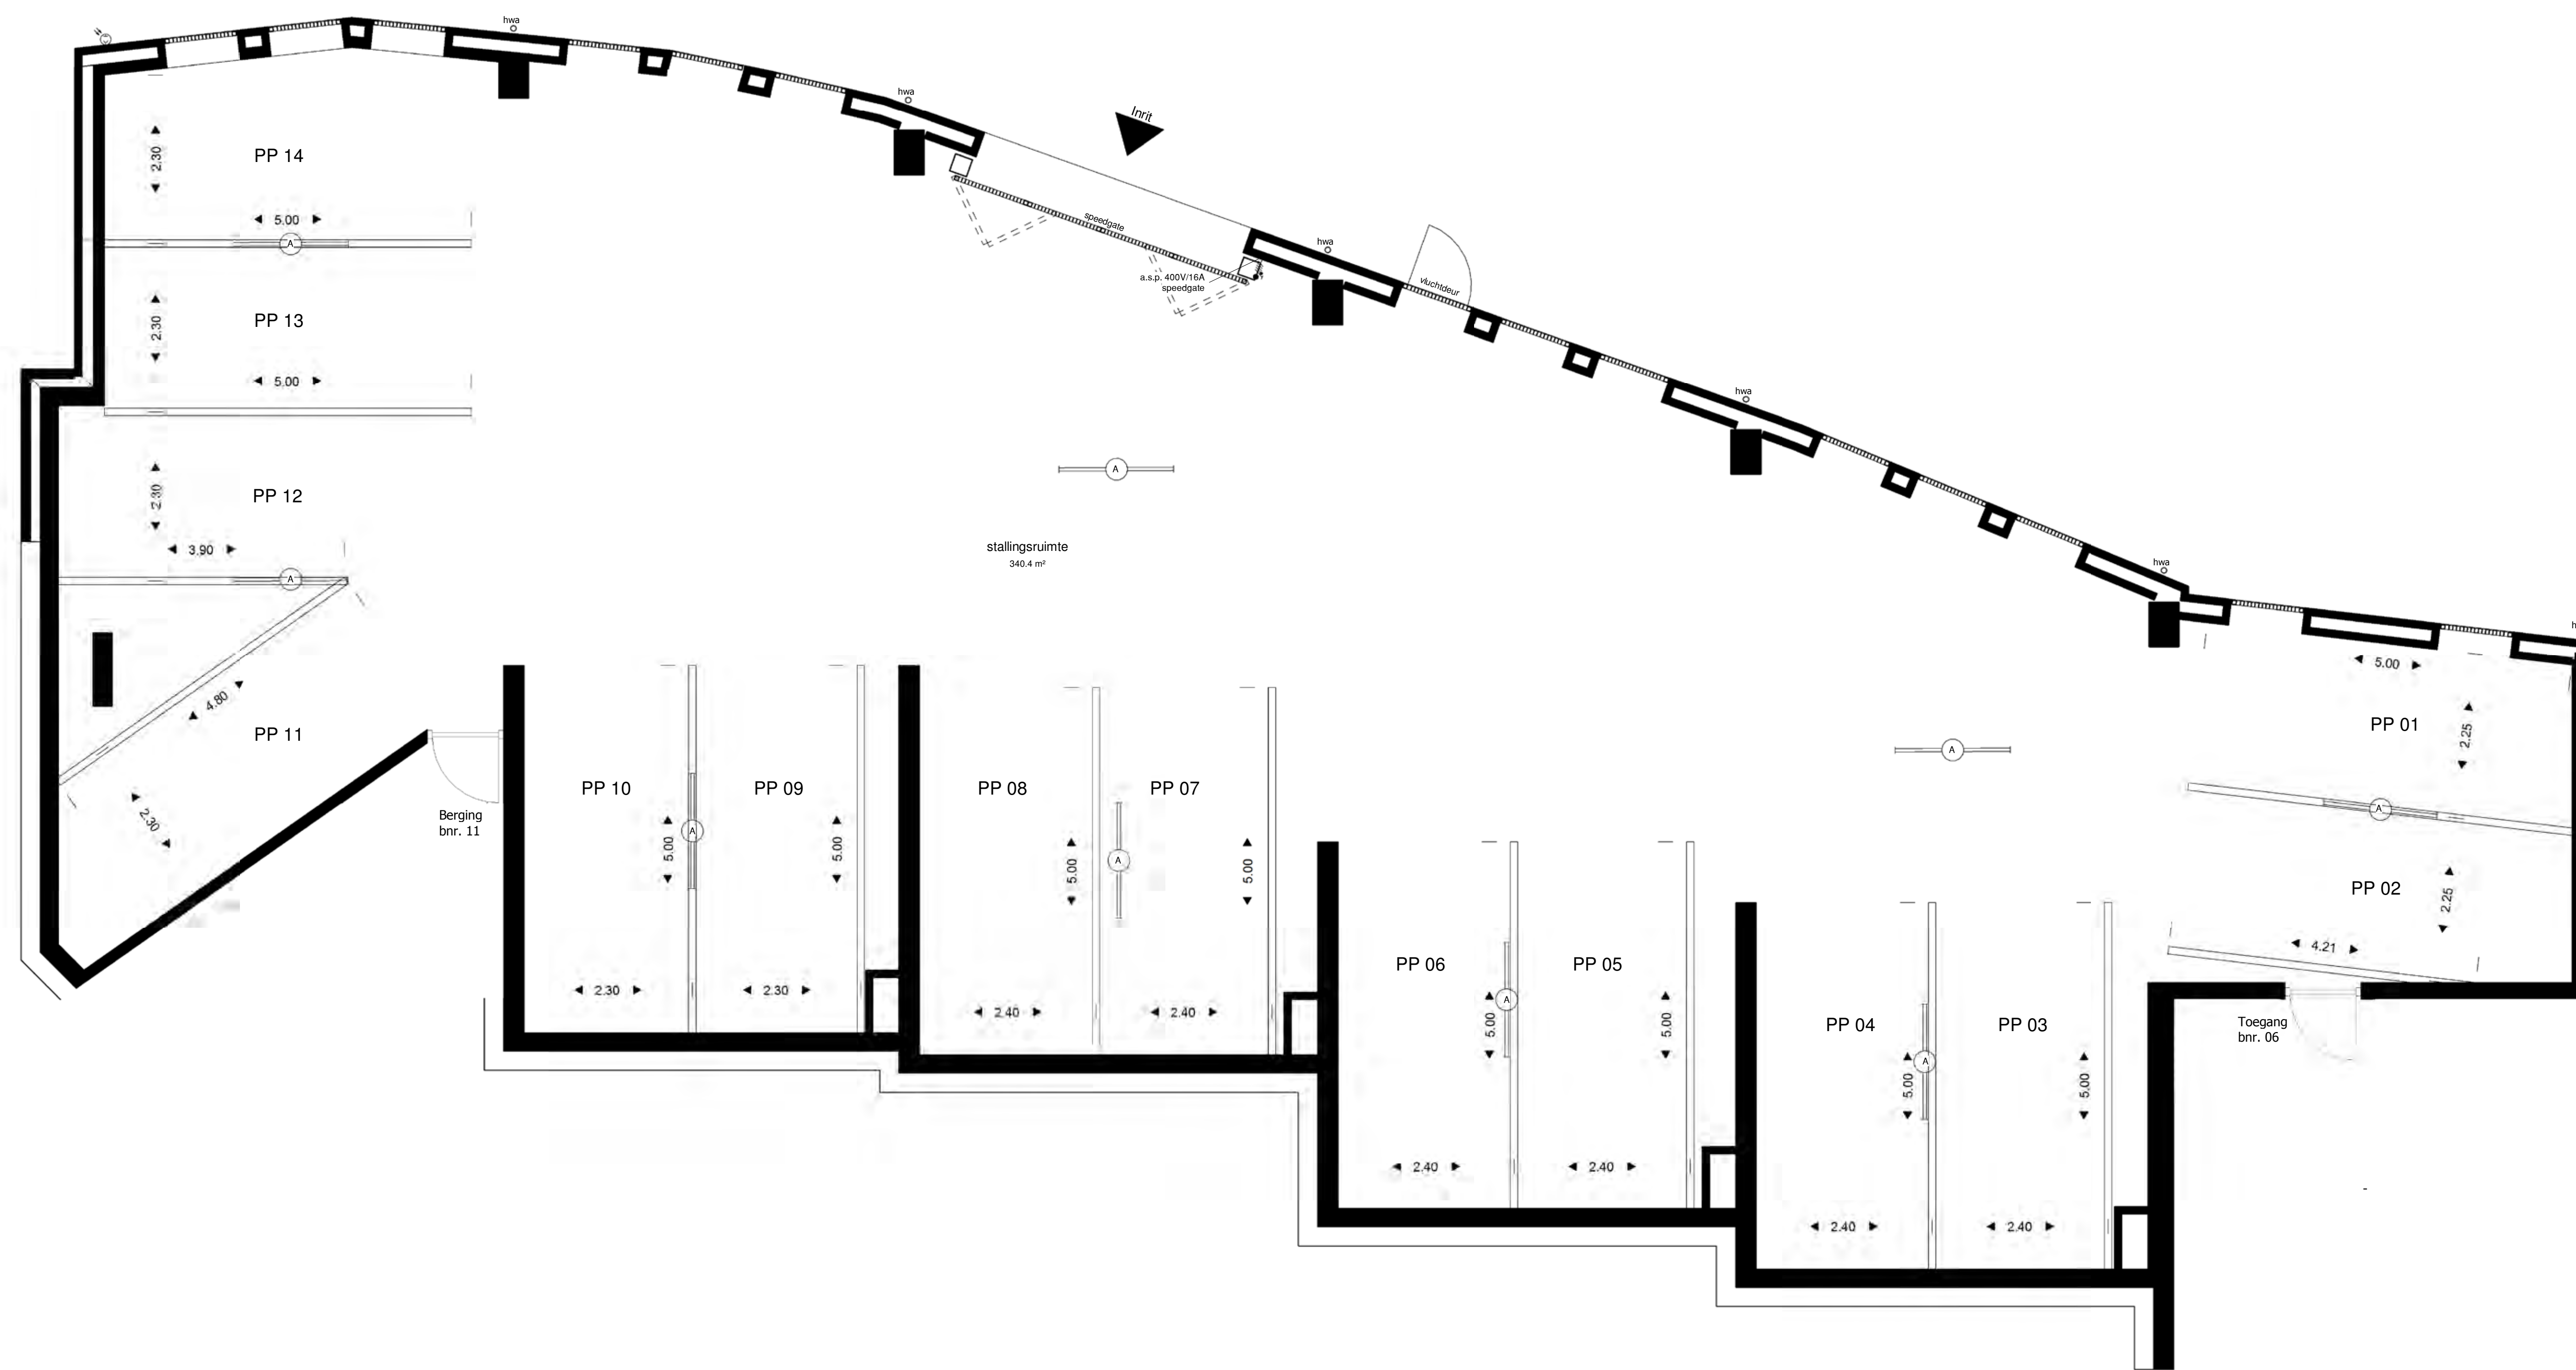 hwa
hwa
Inrit
PP 14
2.30
5.00
A
speedgate
hwa
a.s.p. 400V/16A
speedgate
vluchtdeur
2.30
PP 13
5.00
hwa
A
2.30
PP 12
3.90
A
stallingsruimte
340.4 m²
hwa
h
5.00
4.80
PP 11
2.30
PP 01
2.25
A
A
Berging
bnr. 11
PP 10
PP 09
5.00
A
5.00
2.30
2.30
PP 08
PP 07
5.00
A
5.00
2.40
2.40
PP 02
2.25
4.21
PP 06
PP 05
5.00
A
5.00
2.40
2.40
PP 04
PP 03
5.00
A
5.00
2.40
2.40
Toegang
bnr. 06
-